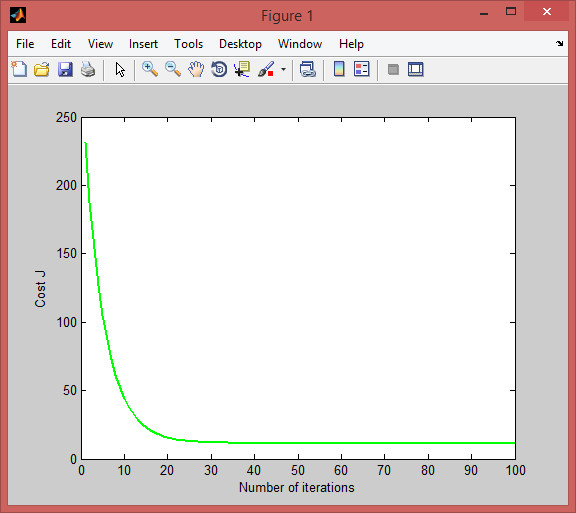 Figure 1
File Edit View Insert Tools Desktop Window Help
250
200
150
100
50
0
Cost J
0 10 20 30 40 50 60 70 80 90 100
Number of iterations